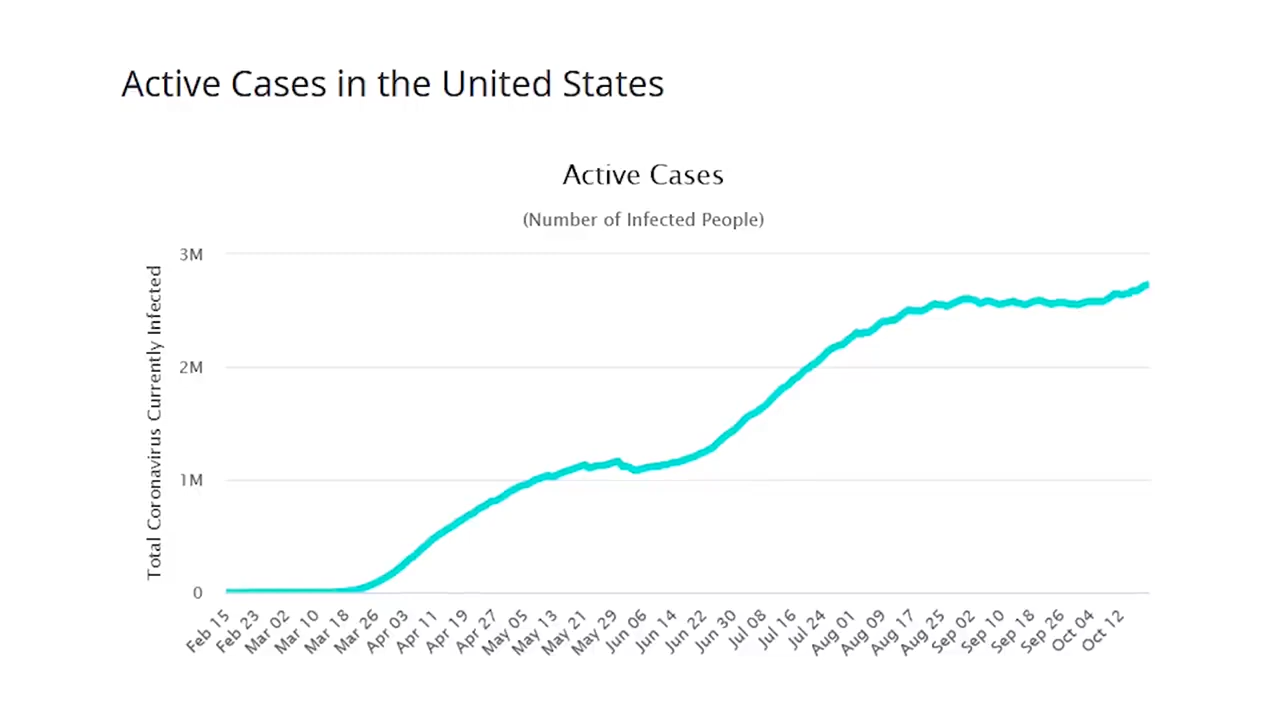 Active Cases in the United States
Active Cases
(Number of Infected People)
Total Coronavirus Currently Infected
3M
2M
1M
0
Feb 15
Feb 23
Mar 02
Mar 10
Mar 18
Mar 26
Apr 03
Apr 11
Apr 19
Apr 27
May 05
May 13
May 21
May 29
Jun 06
Jun 14
Jun 22
Jun 30
Jul 08
Jul 16
Jul 24
Aug 01
Aug 09
Aug 17
Aug 25
Sep 02
Sep 10
Sep 18
Sep 26
Oct 04
Oct 12